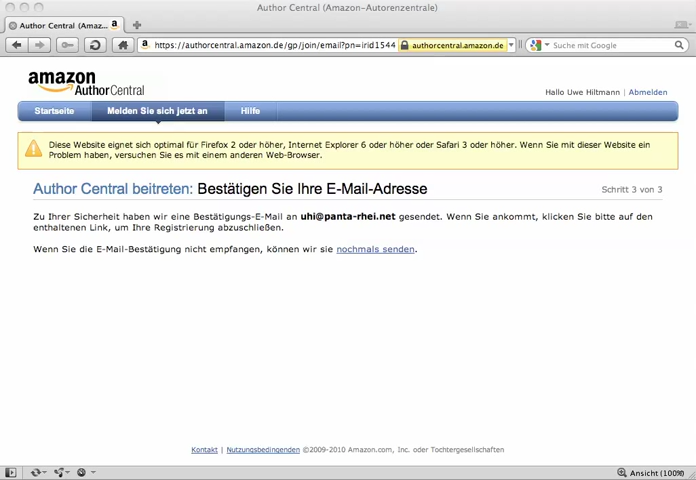 Author Central (Amazon-Autorenzentrale)
Author Central (Amaz...
https://authorcentral.amazon.de/gp/join/email?pn=irid1544
authorcentral.amazon.de
Suche mit Google
amazon
AuthorCentral
Hallo Uwe Hiltmann | Abmelden
Startseite
Melden Sie sich jetzt an
Hilfe
Diese Website eignet sich optimal für Firefox 2 oder höher, Internet Explorer 6 oder höher oder Safari 3 oder höher. Wenn Sie mit dieser Website ein
Problem haben, versuchen Sie es mit einem anderen Web-Browser.
Author Central beitreten: Bestätigen Sie Ihre E-Mail-Adresse
Schritt 3 von 3
Zu Ihrer Sicherheit haben wir eine Bestätigungs-E-Mail an uhi@panta-rhei.net gesendet. Wenn Sie ankommt, klicken Sie bitte auf den
enthaltenen Link, um Ihre Registrierung abzuschließen.
Wenn Sie die E-Mail-Bestätigung nicht empfangen, können wir sie nochmals senden.
Kontakt | Nutzungsbedingenden ©2009-2010 Amazon.com, Inc. oder Tochtergesellschaften
Ansicht (100%)